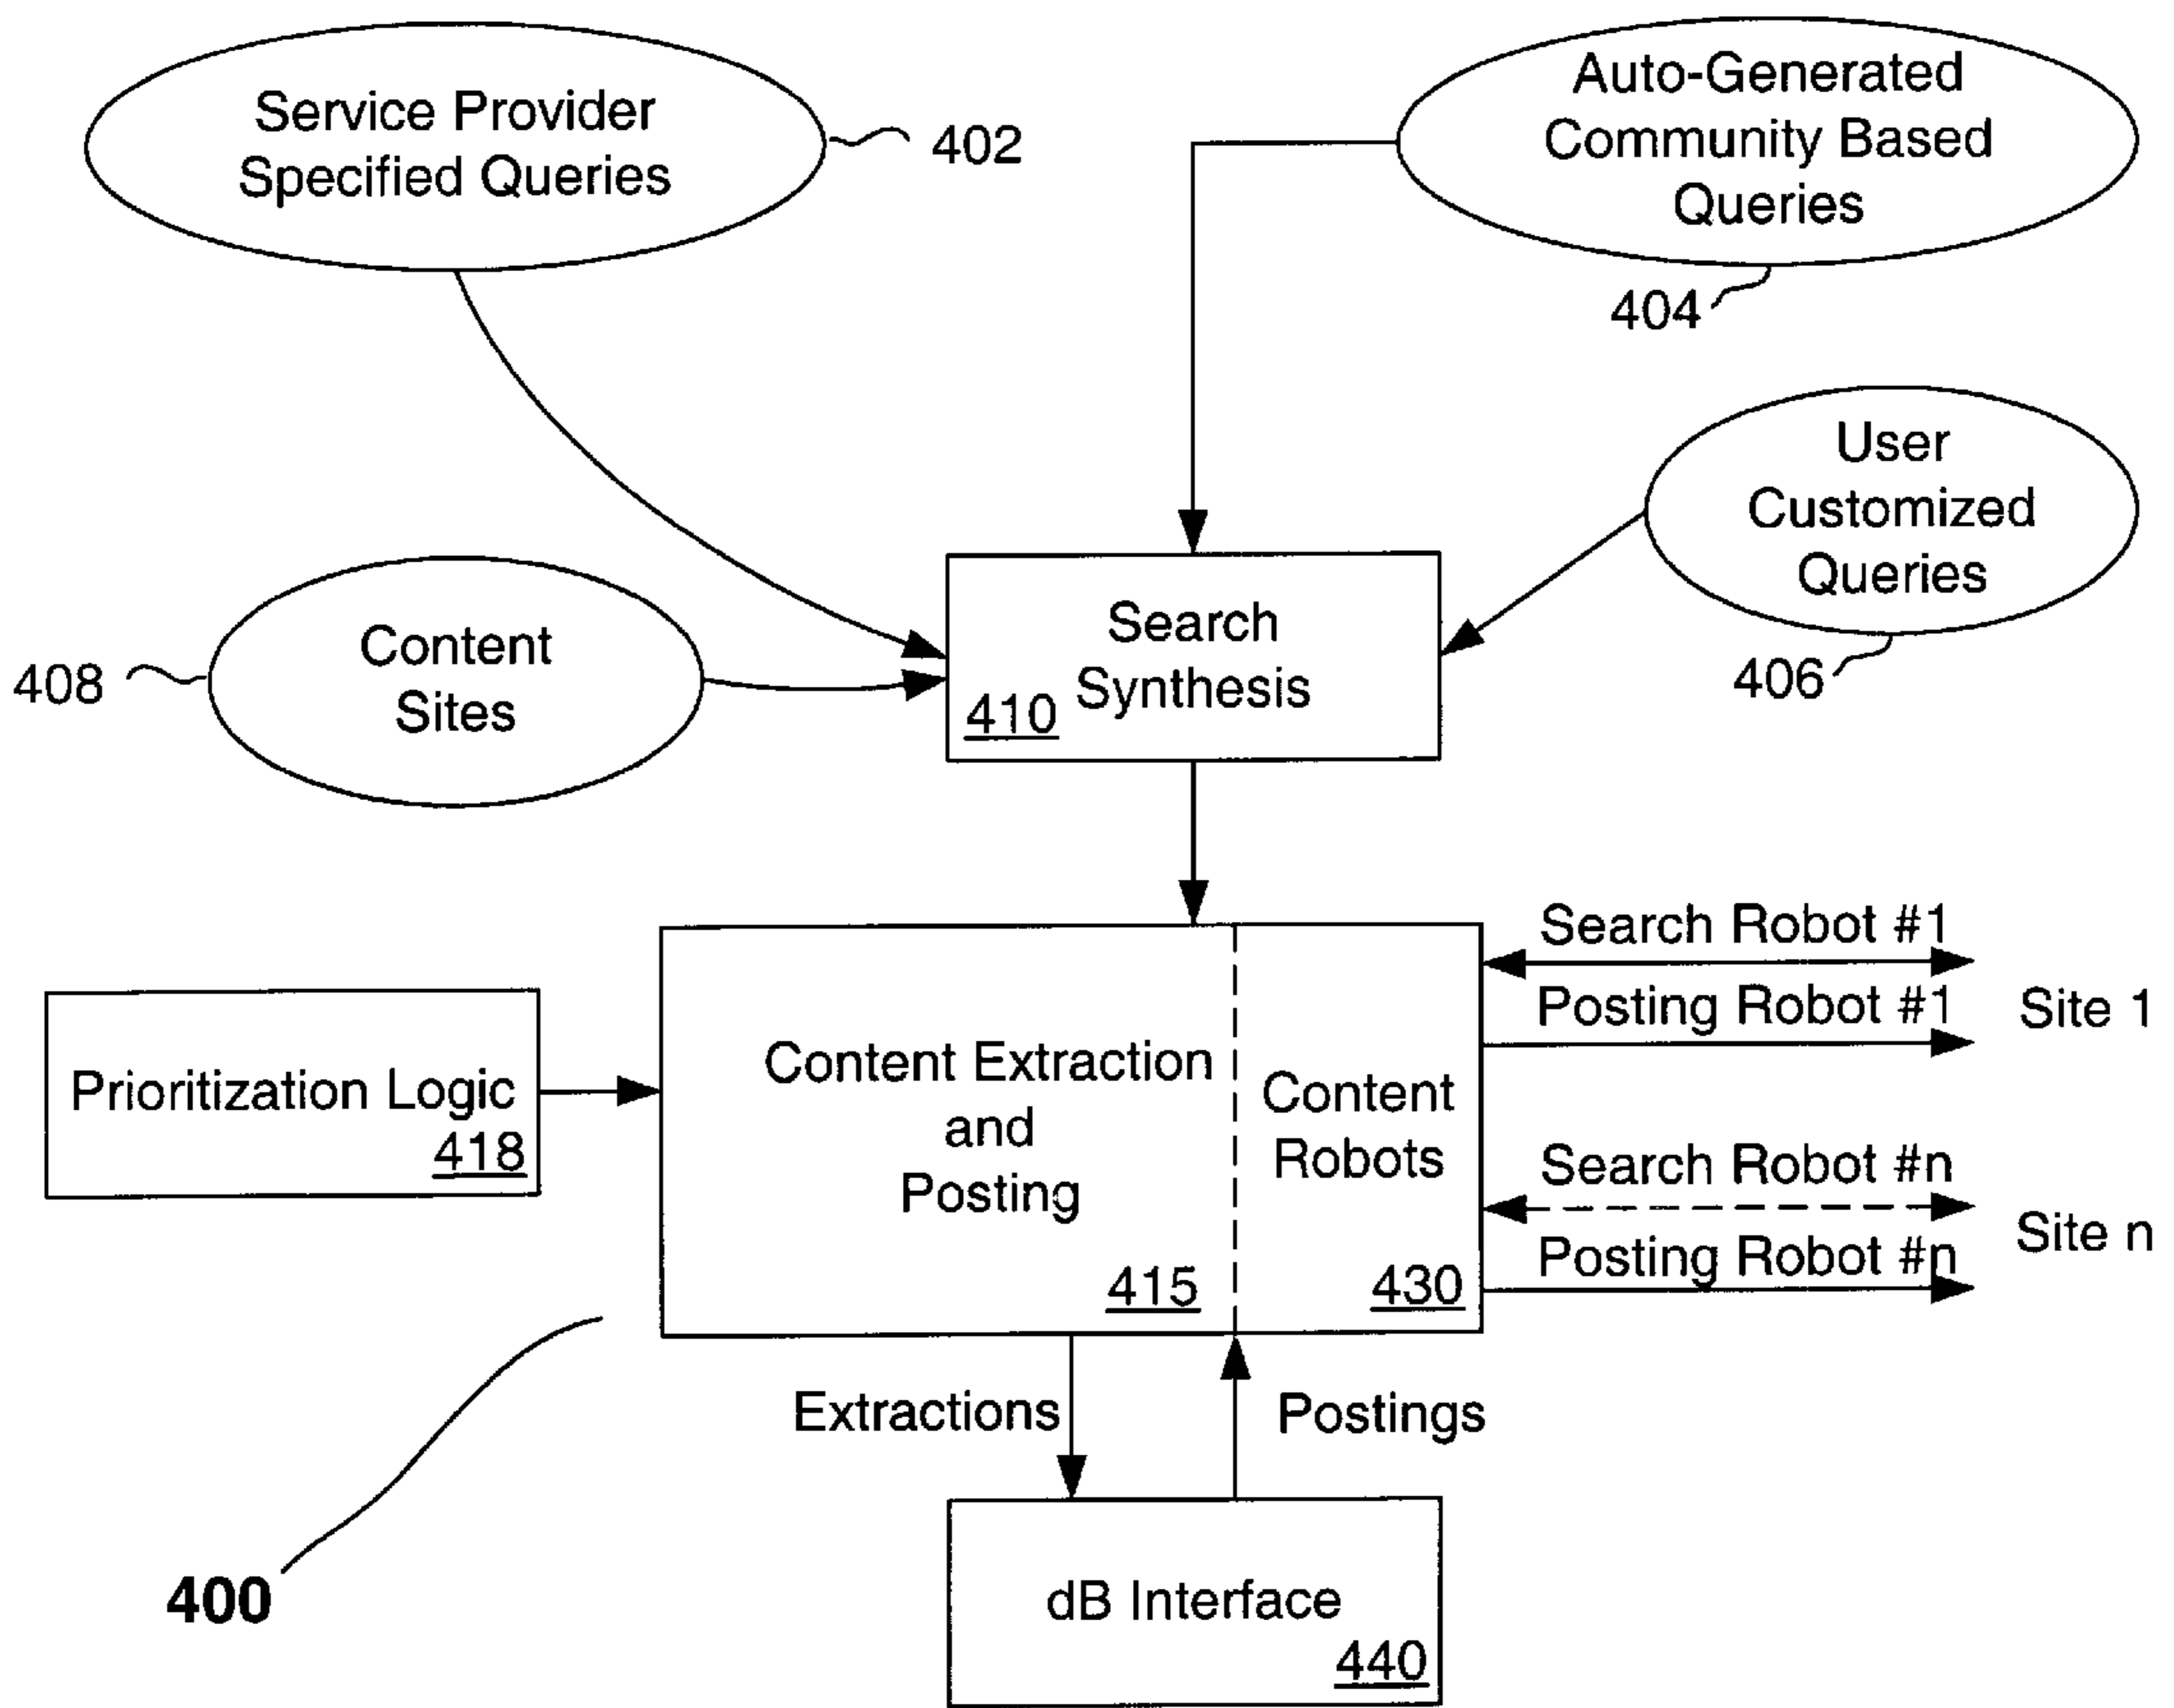 Service Provider
Specified Queries
402
Auto-Generated
Community Based
Queries
404
User
Customized
Queries
406
Content
Sites
408
Search
Synthesis
410
Prioritization Logic
418
Content Extraction
and
Posting
415
Content
Robots
430
Search Robot #1
Posting Robot #1
Site 1
Search Robot #n
Posting Robot #n
Site n
Extractions
Postings
dB Interface
440
400